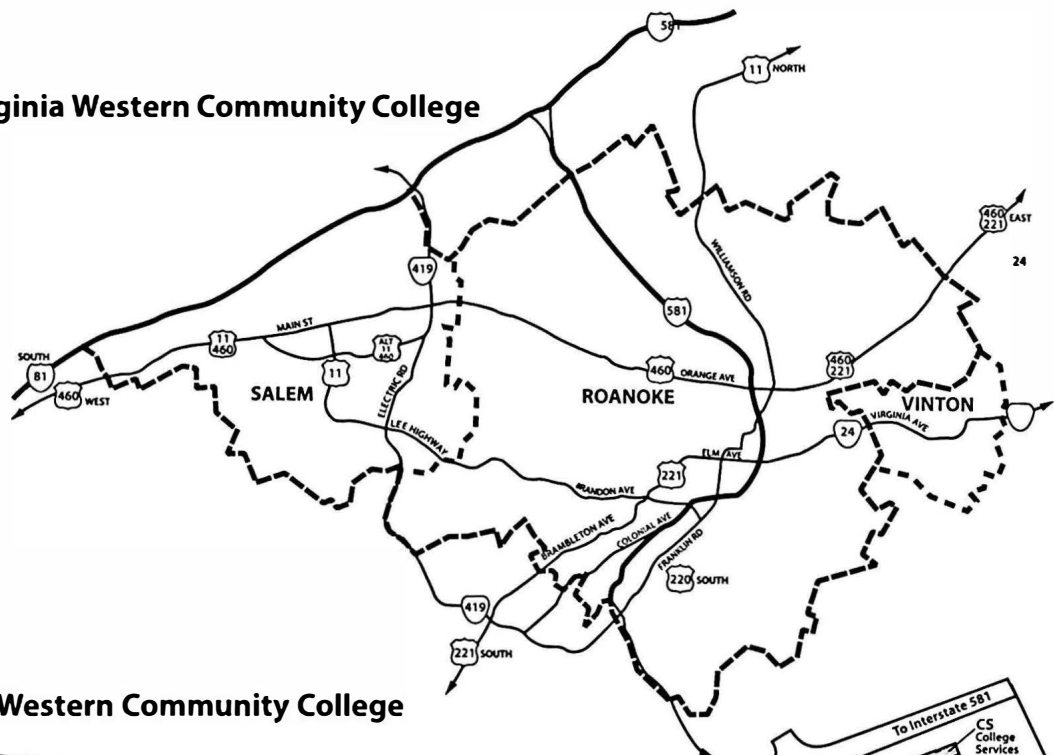 581
11 NORTH
ginia Western Community College
460
221 EAST
24
419
WILLIAMSON RD
581
MAIN ST
11
460
ALT
11
460
SOUTH
81
11
460 WEST
SALEM
ELECTRIC RD
460
ORANGE AVE
460
221
ROANOKE
VINTON
VIRGINIA AVE
24
LEE HIGHWAY
ELM AVE
221
BRANDON AVE
COLONIAL AVE
BRAMBLETON AVE
FRANKLIN RD
220 SOUTH
419
221 SOUTH
Western Community College
To Interstate 581
CS
College
Services